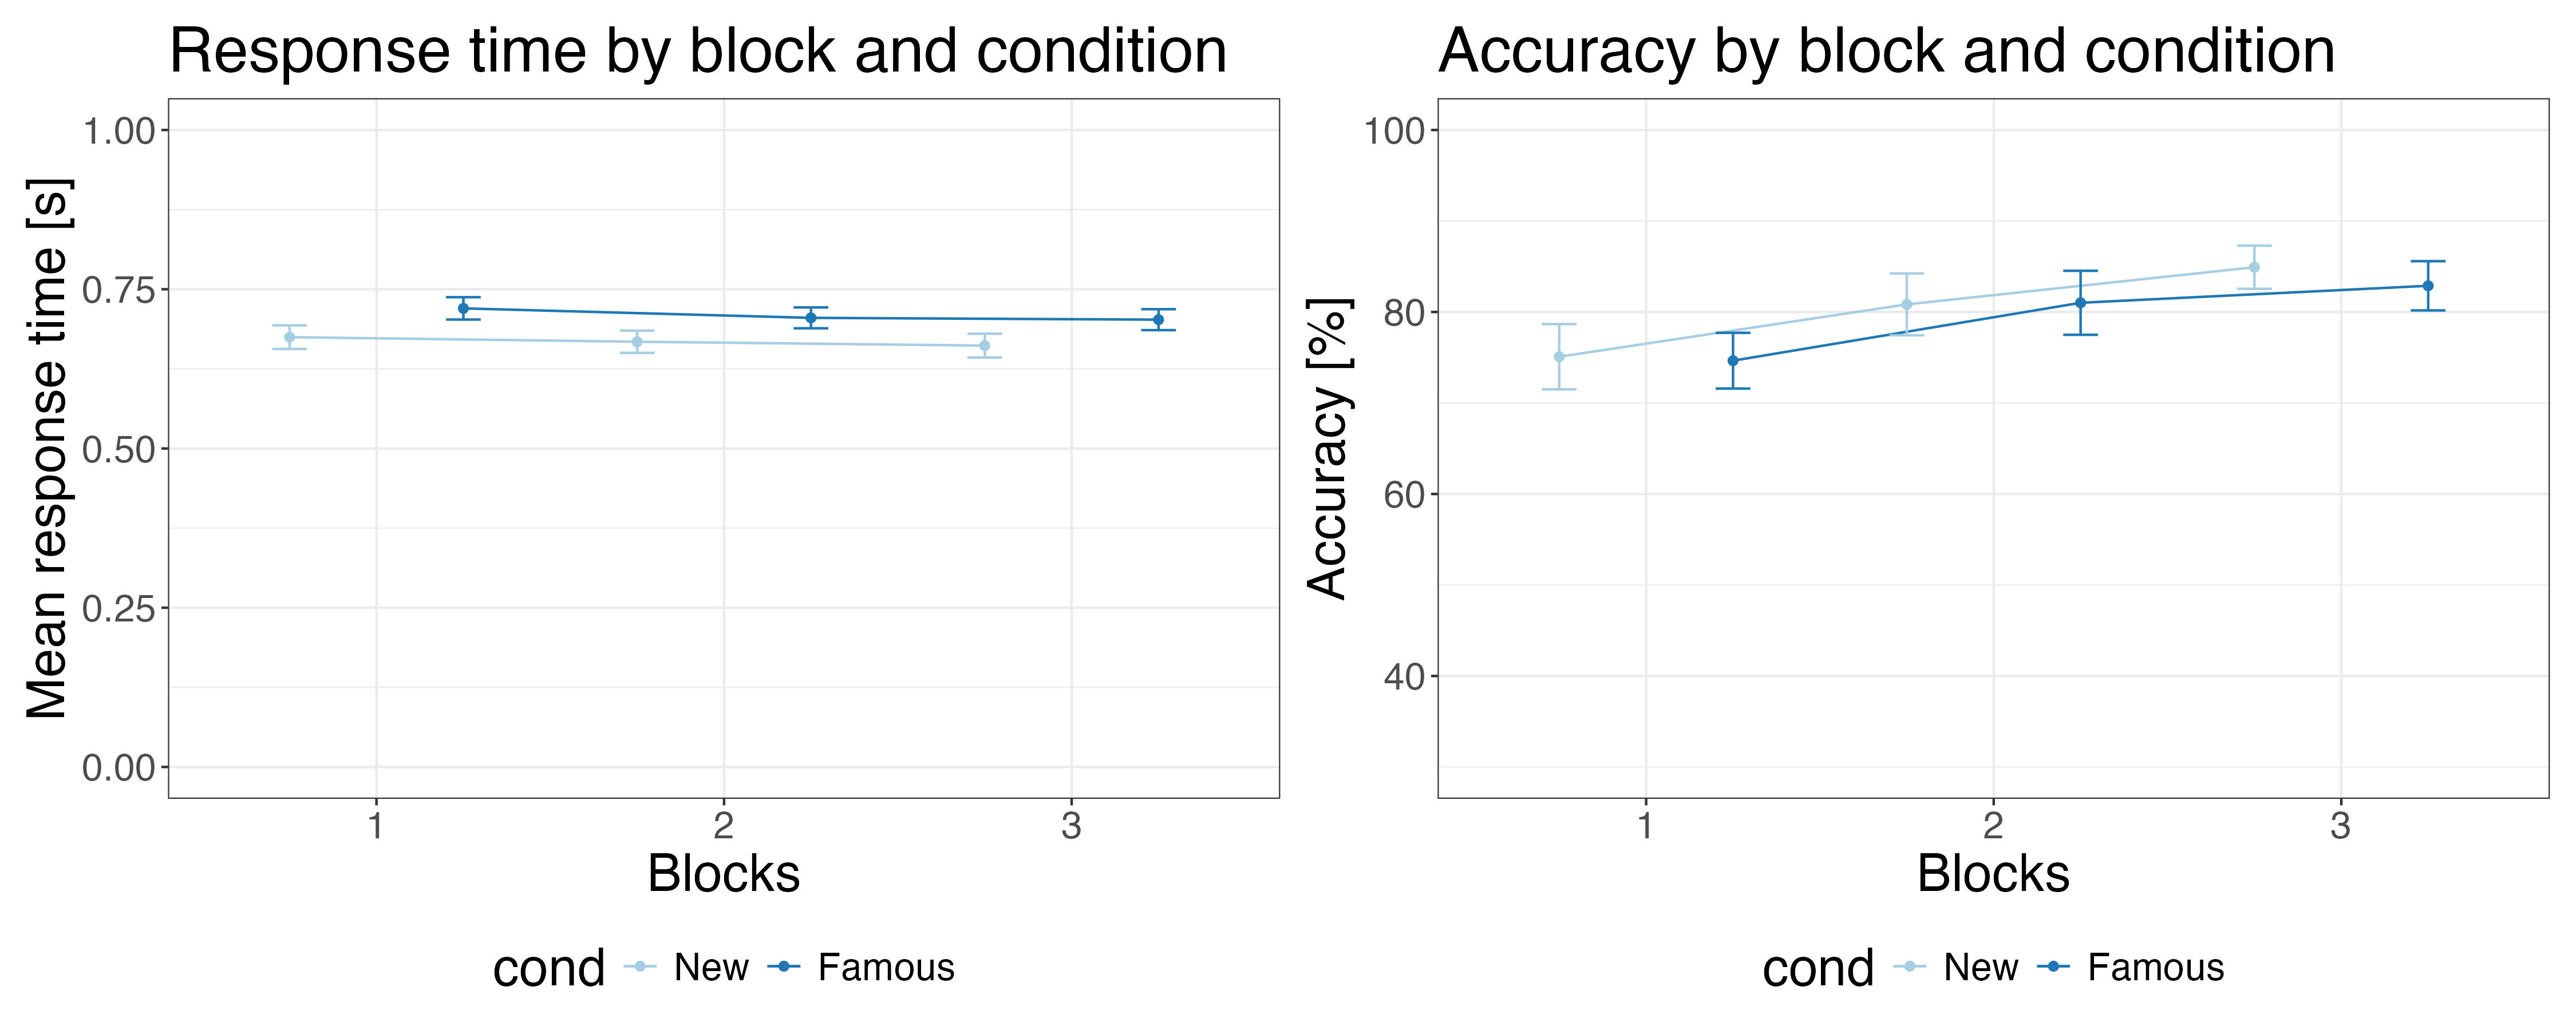 Response time by block and condition
Mean response time [s]
1.00
0.75
0.50
0.25
0.00
1 2 3
Blocks
cond New Famous
Accuracy by block and condition
Accuracy [%]
100
80
60
40
1 2 3
Blocks
cond New Famous